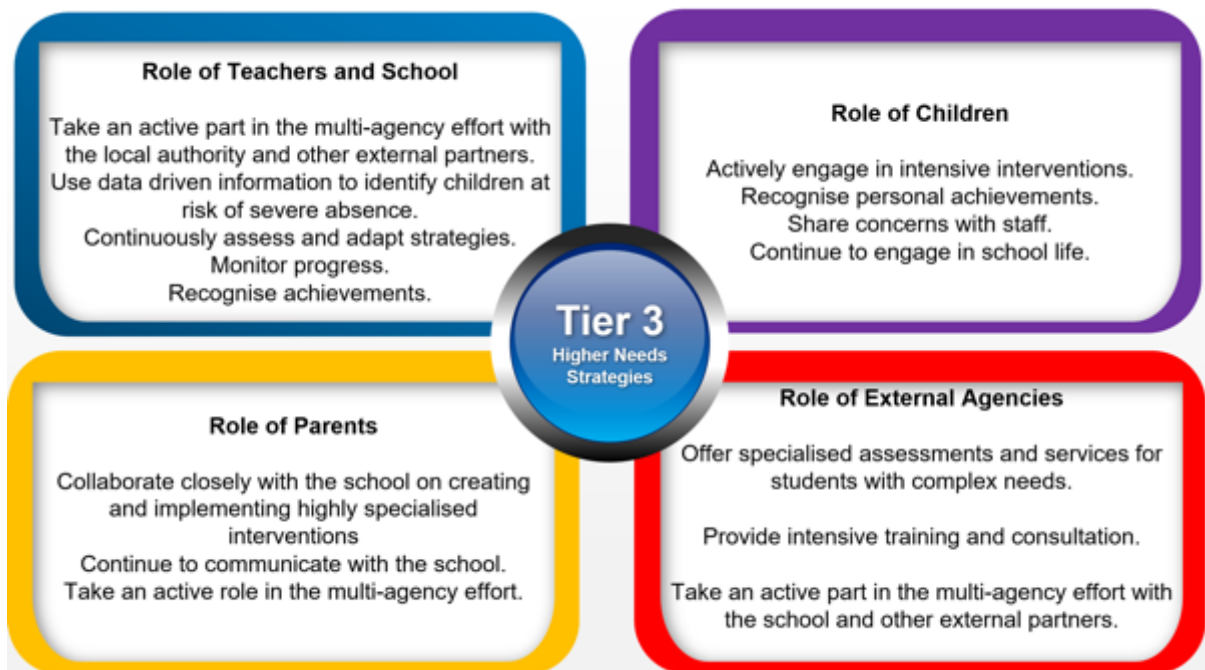 Role of Teachers and School
Take an active part in the multi-agency effort with
the local authority and other external partners.
Use data driven information to identify children at
risk of severe absence.
Continuously assess and adapt strategies.
Monitor progress.
Recognise achievements.
Role of Children
Actively engage in intensive interventions.
Recognise personal achievements.
Share concerns with staff.
Continue to engage in school life.
Tier 3
Higher Needs
Strategies
Role of Parents
Collaborate closely with the school on creating
and implementing highly specialised
interventions
Continue to communicate with the school.
Take an active role in the multi-agency effort.
Role of External Agencies
Offer specialised assessments and services for
students with complex needs.
Provide intensive training and consultation.
Take an active part in the multi-agency effort with
the school and other external partners.